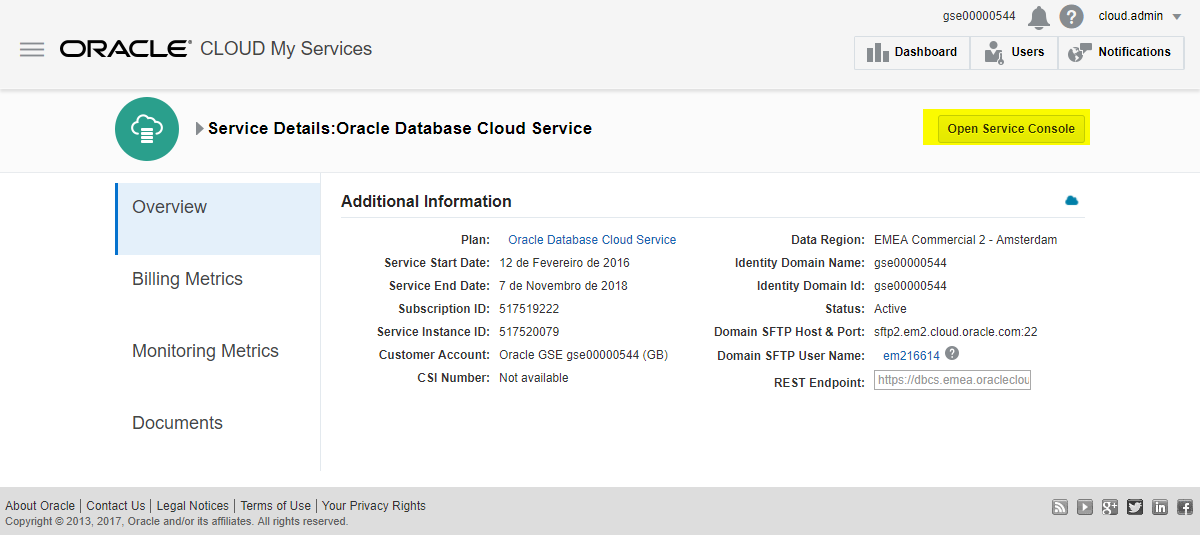 gse00000544 ? cloud.admin
ORACLE® CLOUD My Services
Dashboard Users Notifications
Service Details:Oracle Database Cloud Service
Open Service Console
Overview
Billing Metrics
Monitoring Metrics
Documents
Additional Information
Plan: Oracle Database Cloud Service
Service Start Date: 12 de Fevereiro de 2016
Service End Date: 7 de Novembro de 2018
Subscription ID: 517519222
Service Instance ID: 517520079
Customer Account: Oracle GSE gse00000544 (GB)
CSI Number: Not available
Data Region: EMEA Commercial 2 - Amsterdam
Identity Domain Name: gse00000544
Identity Domain Id: gse00000544
Status: Active
Domain SFTP Host & Port: sftp2.em2.cloud.oracle.com:22
Domain SFTP User Name: em216614 ?
REST Endpoint: https://dbcs.emea.oracleclou
About Oracle | Contact Us | Legal Notices | Terms of Use | Your Privacy Rights
Copyright © 2013, 2017, Oracle and/or its affiliates. All rights reserved.